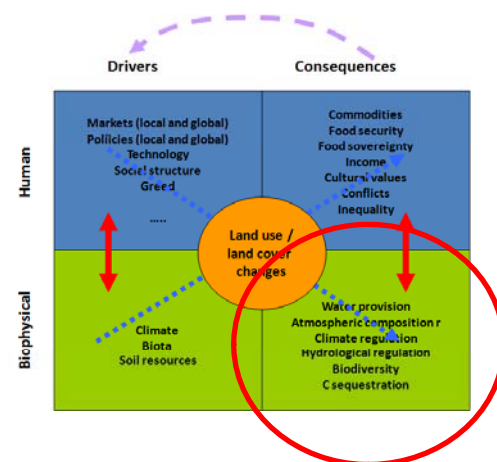 Drivers
Consequences
Human
Markets (local and global)
Poliicies (local and global)
Technology
Social structure
Greed
.....
Commodities
Food security
Food sovereignty
Income
Cultural values
Conflicts
Inequality
Land use /
land cover
changes
Biophysical
Climate
Biota
Soil resources
Water provision
Atmospheric composition r
Climate regulation
Hydrological regulation
Biodiversity
C sequestration